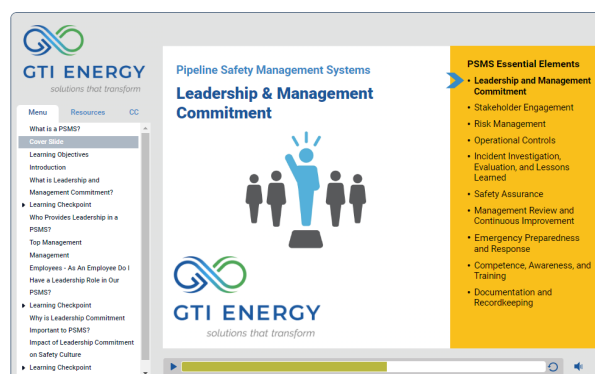 GTI ENERGY
solutions that transform
Menu Resources CC
What is a PSMS?
Cover Slide
Learning Objectives
Introduction
What is Leadership and
Management Commitment?
Learning Checkpoint
Who Provides Leadership in a
PSMS?
Top Management
Management
Employees - As An Employee Do I
Have a Leadership Role in Our
PSMS?
Learning Checkpoint
Why is Leadership Commitment
Important to PSMS?
Impact of Leadership Commitment
on Safety Culture
Learning Checkpoint
Pipeline Safety Management Systems
Leadership & Management
Commitment
GTI ENERGY
solutions that transform
PSMS Essential Elements
• Leadership and Management
Commitment
• Stakeholder Engagement
• Risk Management
• Operational Controls
• Incident Investigation,
Evaluation, and Lessons
Learned
• Safety Assurance
• Management Review and
Continuous Improvement
• Emergency Preparedness
and Response
• Competence, Awareness, and
Training
• Documentation and
Recordkeeping